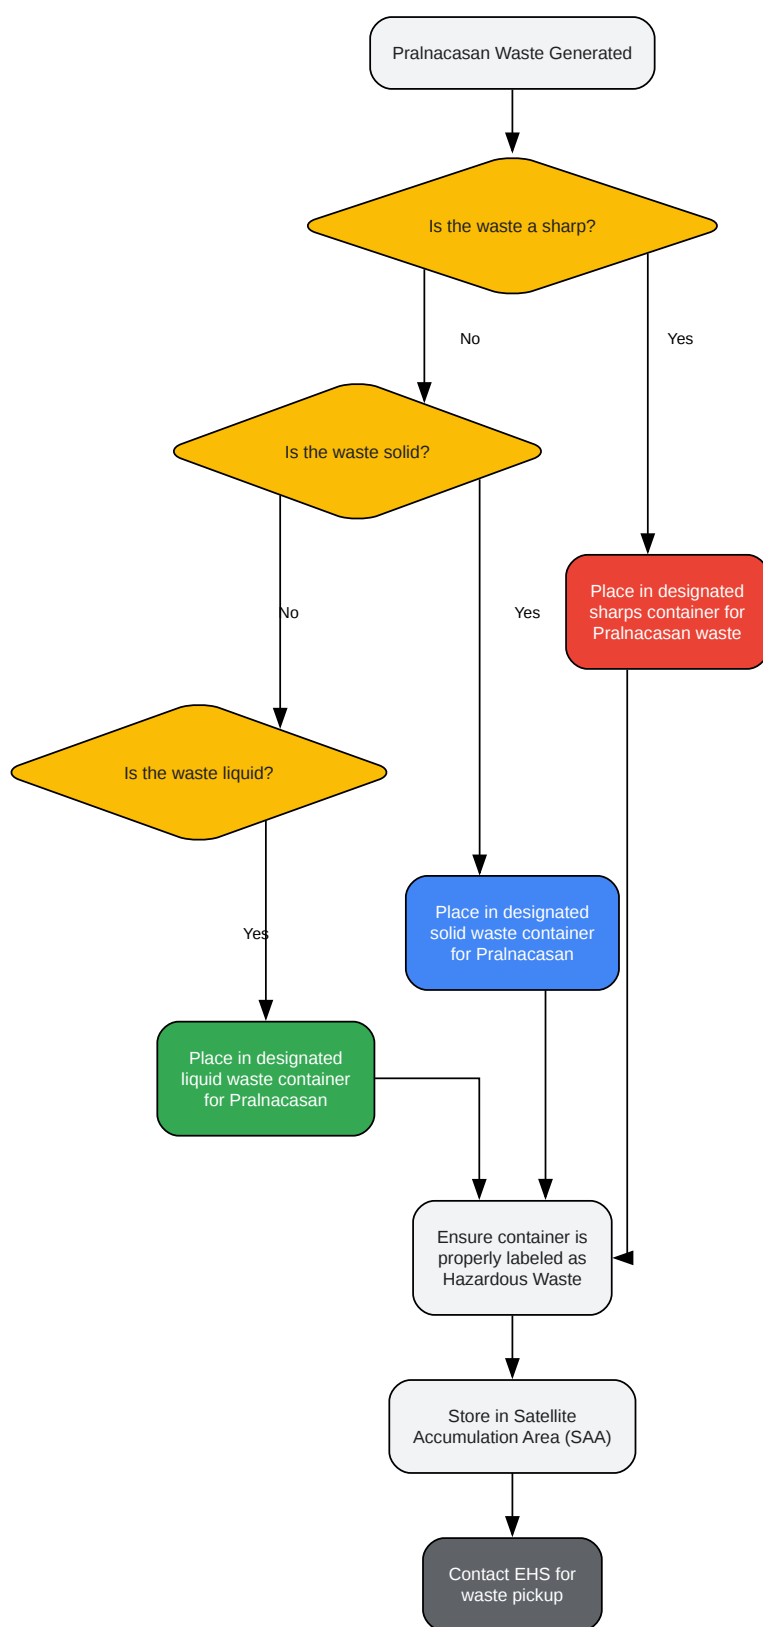 Pralnacasan Waste Generated
Is the waste a sharp?
No
Yes
Is the waste solid?
Place in designated
sharps container for
Pralnacasan waste
No
Yes
Is the waste liquid?
Place in designated
solid waste container
for Pralnacasan
Yes
Place in designated
liquid waste container
for Pralnacasan
Ensure container is
properly labeled as
Hazardous Waste
Store in Satellite
Accumulation Area (SAA)
Contact EHS for
waste pickup